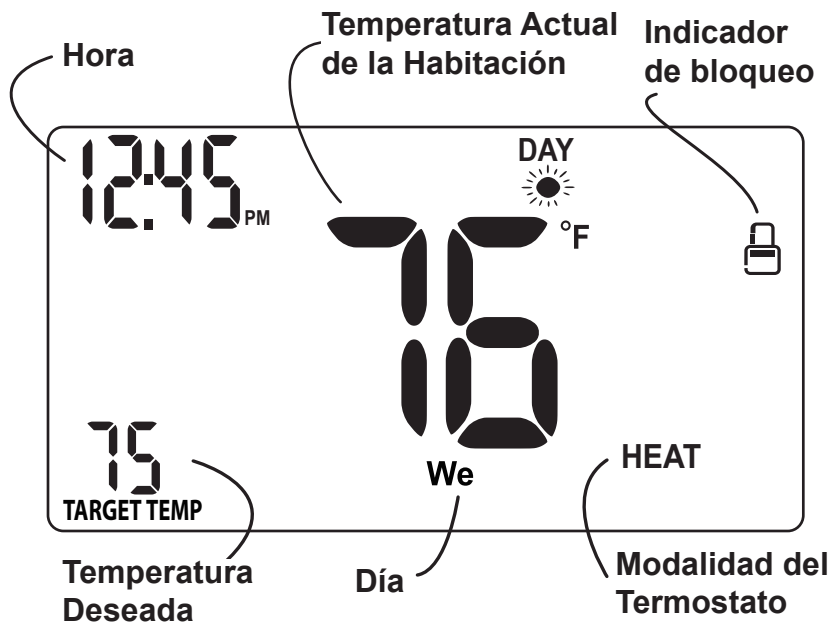 Hora
Temperatura Actual
de la Habitación
Indicador
de bloqueo
12:45 PM
DAY
76 °F
75
TARGET TEMP
We
HEAT
Temperatura
Deseada
Día
Modalidad del
Termostato